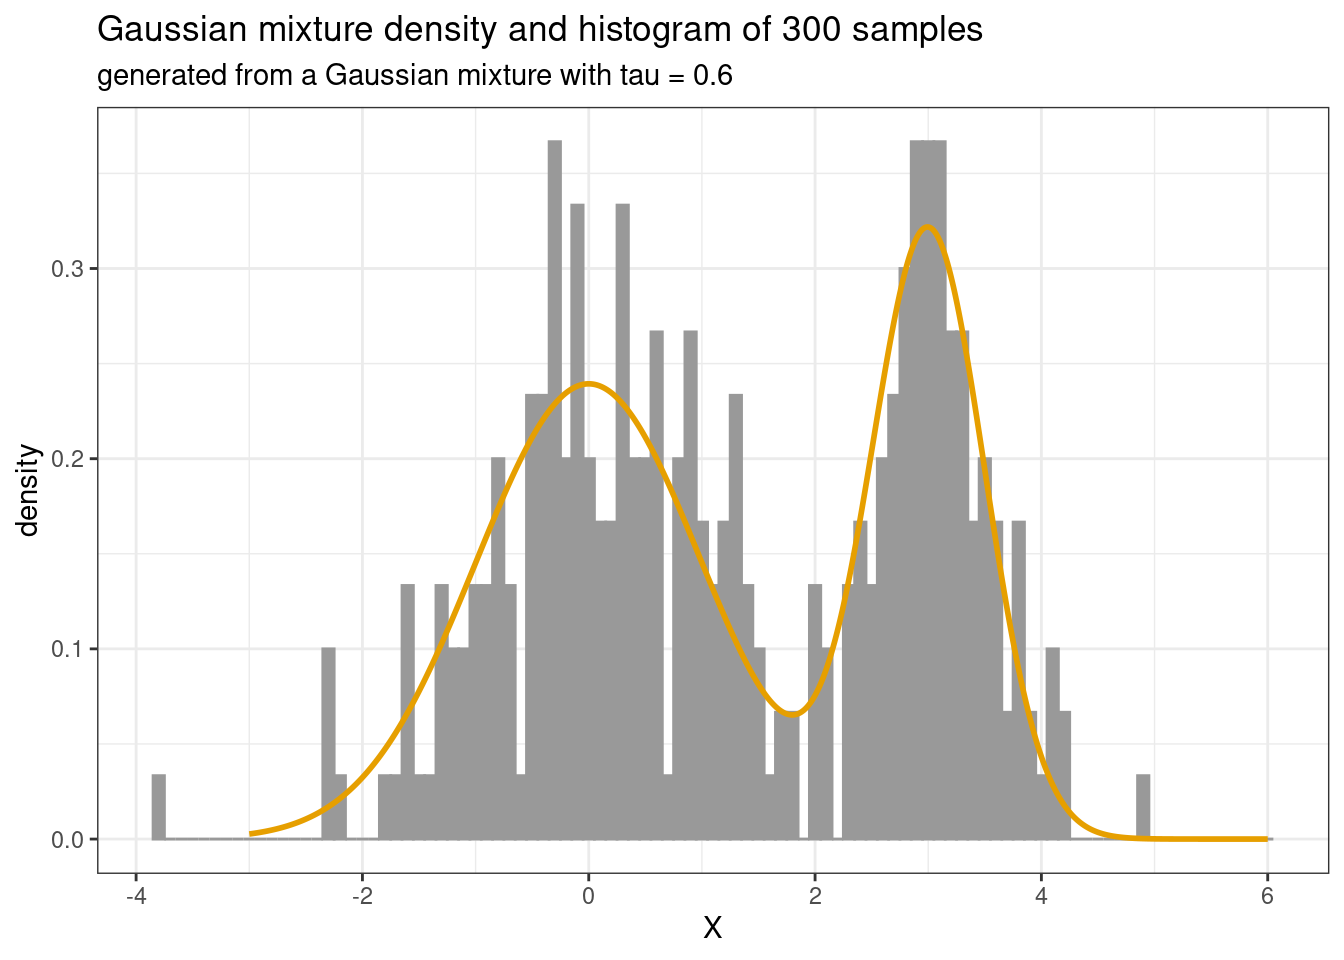 Gaussian mixture density and histogram of 300 samples
generated from a Gaussian mixture with tau = 0.6
density
0.3
0.2
0.1
0.0
-4 -2 0 2 4 6
X